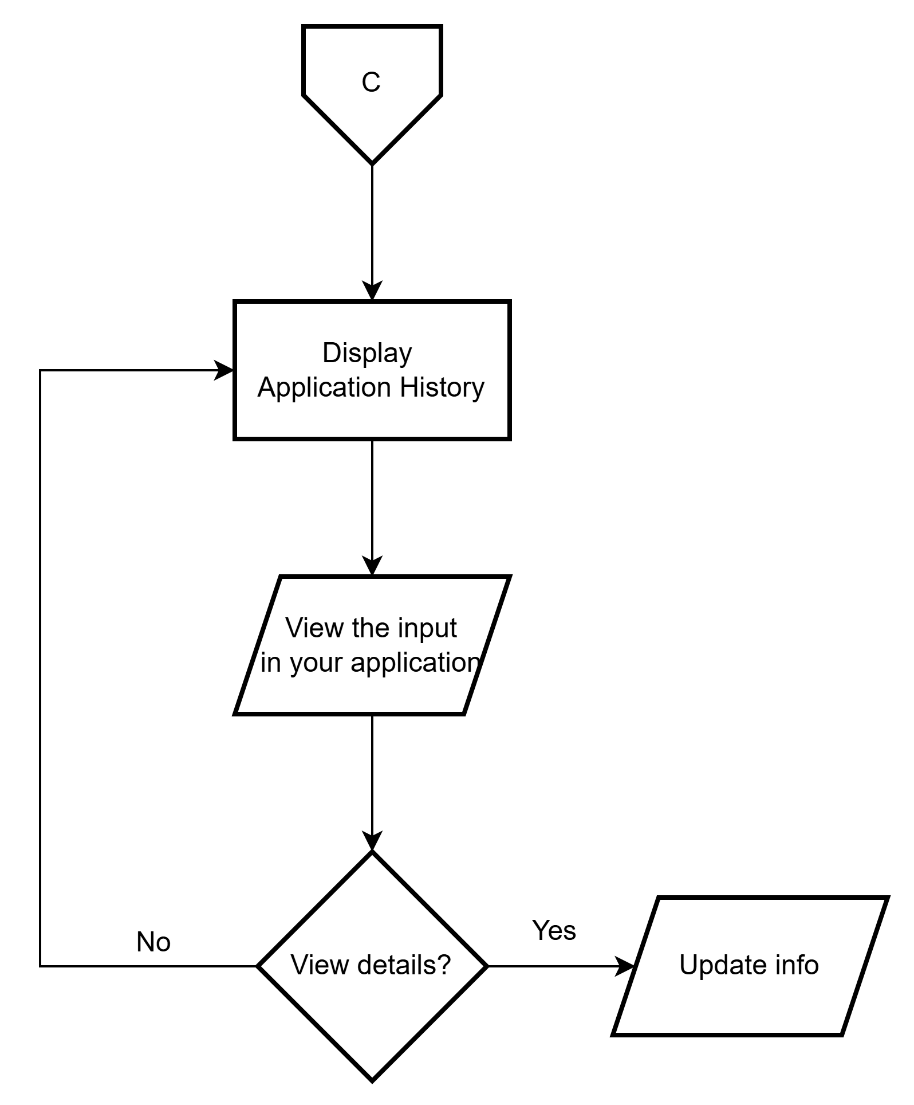 C
Display
Application History
View the input
in your application
View details?
No
Yes
Update info